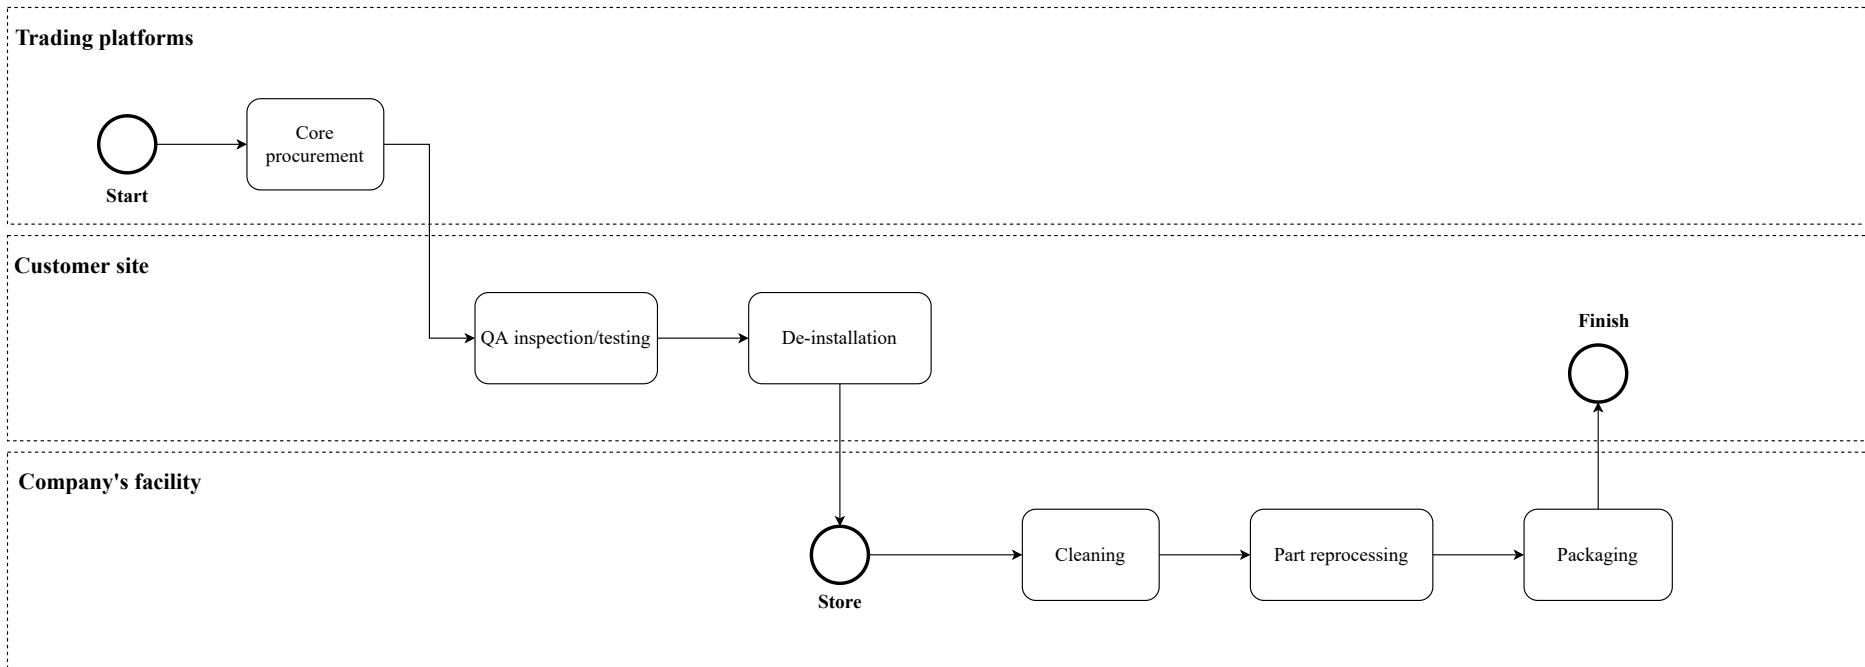 Trading platforms
Core
procurement
Start
Customer site
QA inspection/testing
De-installation
Finish
Company's facility
Store
Cleaning
Part reprocessing
Packaging